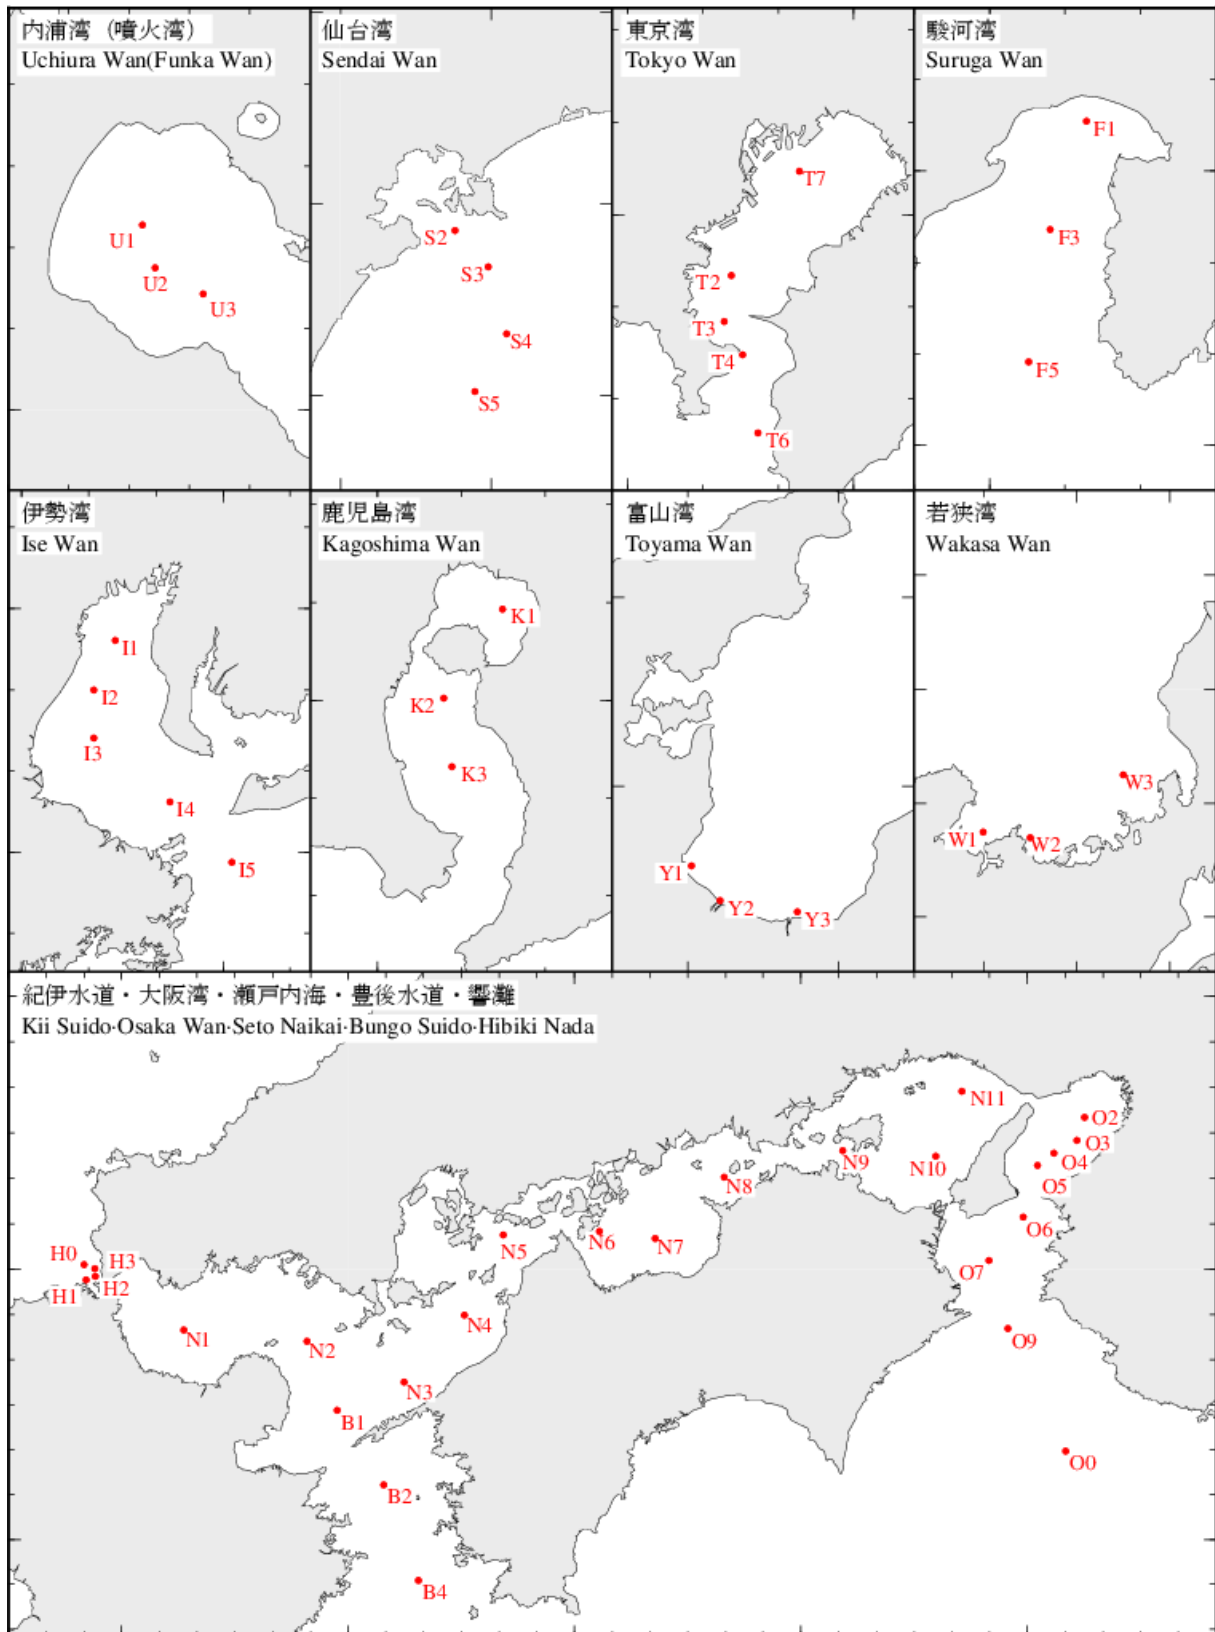 内浦湾（噴火湾）
Uchiura Wan(Funka Wan)
U1
U2
U3
仙台湾
Sendai Wan
S2
S3
S4
S5
東京湾
Tokyo Wan
T7
T2
T3
T4
T6
駿河湾
Suruga Wan
F1
F3
F5
伊勢湾
Ise Wan
I1
I2
I3
I4
I5
鹿児島湾
Kagoshima Wan
K1
K2
K3
富山湾
Toyama Wan
Y1
Y2
Y3
若狭湾
Wakasa Wan
W3
W1
W2
紀伊水道・大阪湾・瀬戸内海・豊後水道・響灘
Kii Suido·Osaka Wan·Seto Naikai·Bungo Suido·Hibiki Nada
N11
O2
O3
O4
N9
N10
O5
N8
O6
N5
N6
N7
H0
H3
O7
H1
H2
N4
N1
N2
O9
N3
B1
O0
B2
B4